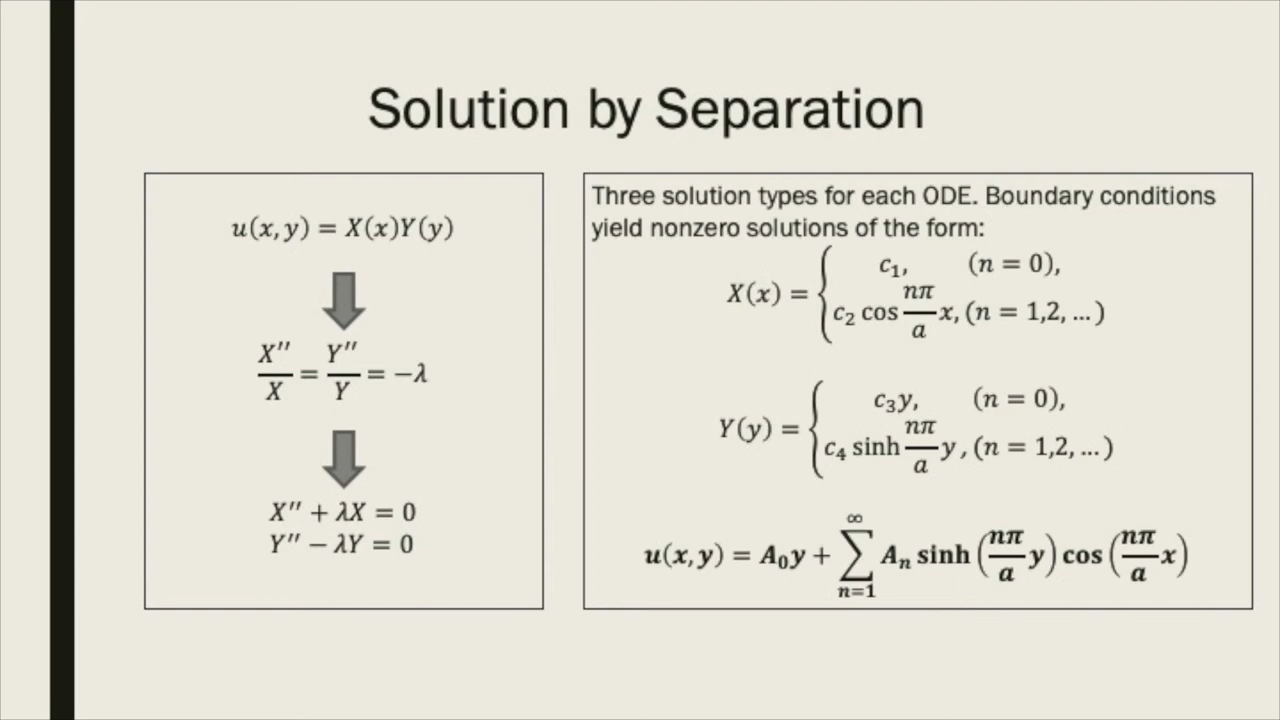 Solution by Separation
u(x,y) = X(x)Y(y)
X″/X = Y″/Y = −λ
X″ + λX = 0
Y″ − λY = 0
Three solution types for each ODE. Boundary conditions
yield nonzero solutions of the form:
X(x) = { c₁, (n = 0),
c₂ cos nπ/a x, (n = 1,2, …)
Y(y) = { c₃y, (n = 0),
c₄ sinh nπ/a y, (n = 1,2, …)
u(x,y) = A₀y + ∑_{n=1}^{∞} Aₙ sinh (nπ/a y) cos (nπ/a x)